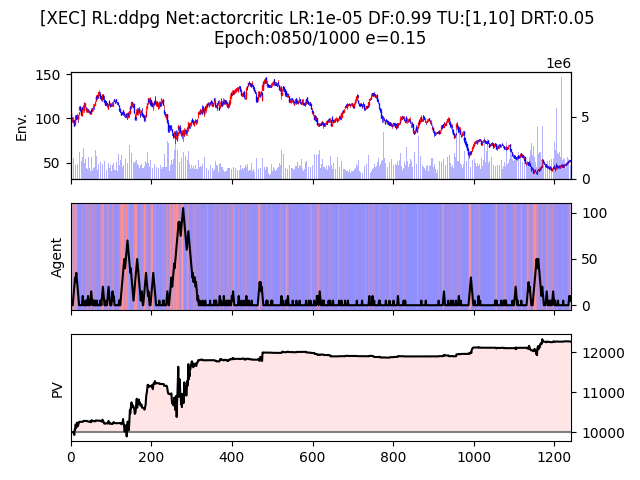 [XEC] RL:ddpg Net:actorcritic LR:1e-05 DF:0.99 TU:[1,10] DRT:0.05
Epoch:0850/1000 e=0.15
1e6
150
100
50
Env.
5
0
Agent
100
50
0
PV
12000
11000
10000
0 200 400 600 800 1000 1200